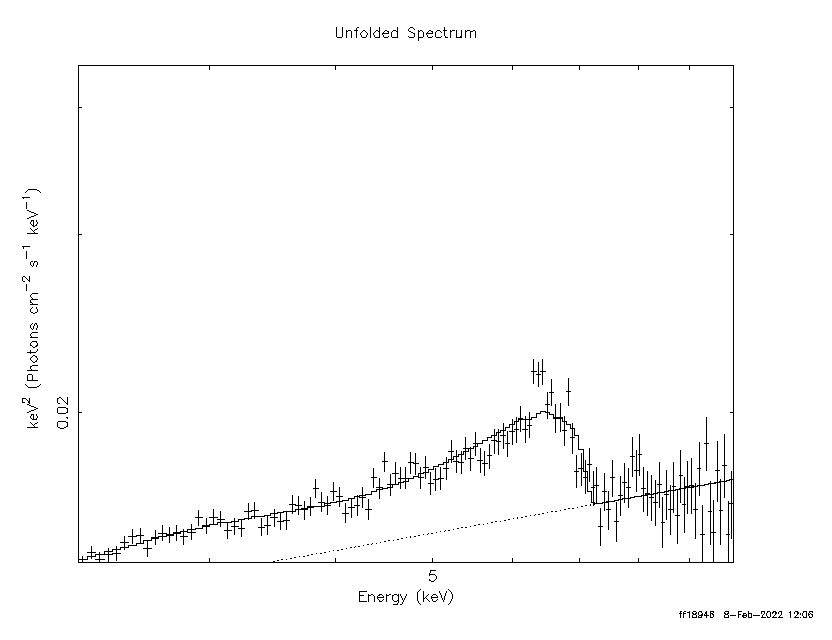 Unfolded Spectrum
keV² (Photons cm⁻² s⁻¹ keV⁻¹)
0.02
5
Energy (keV)
ff18946 8-Feb-2022 12:06